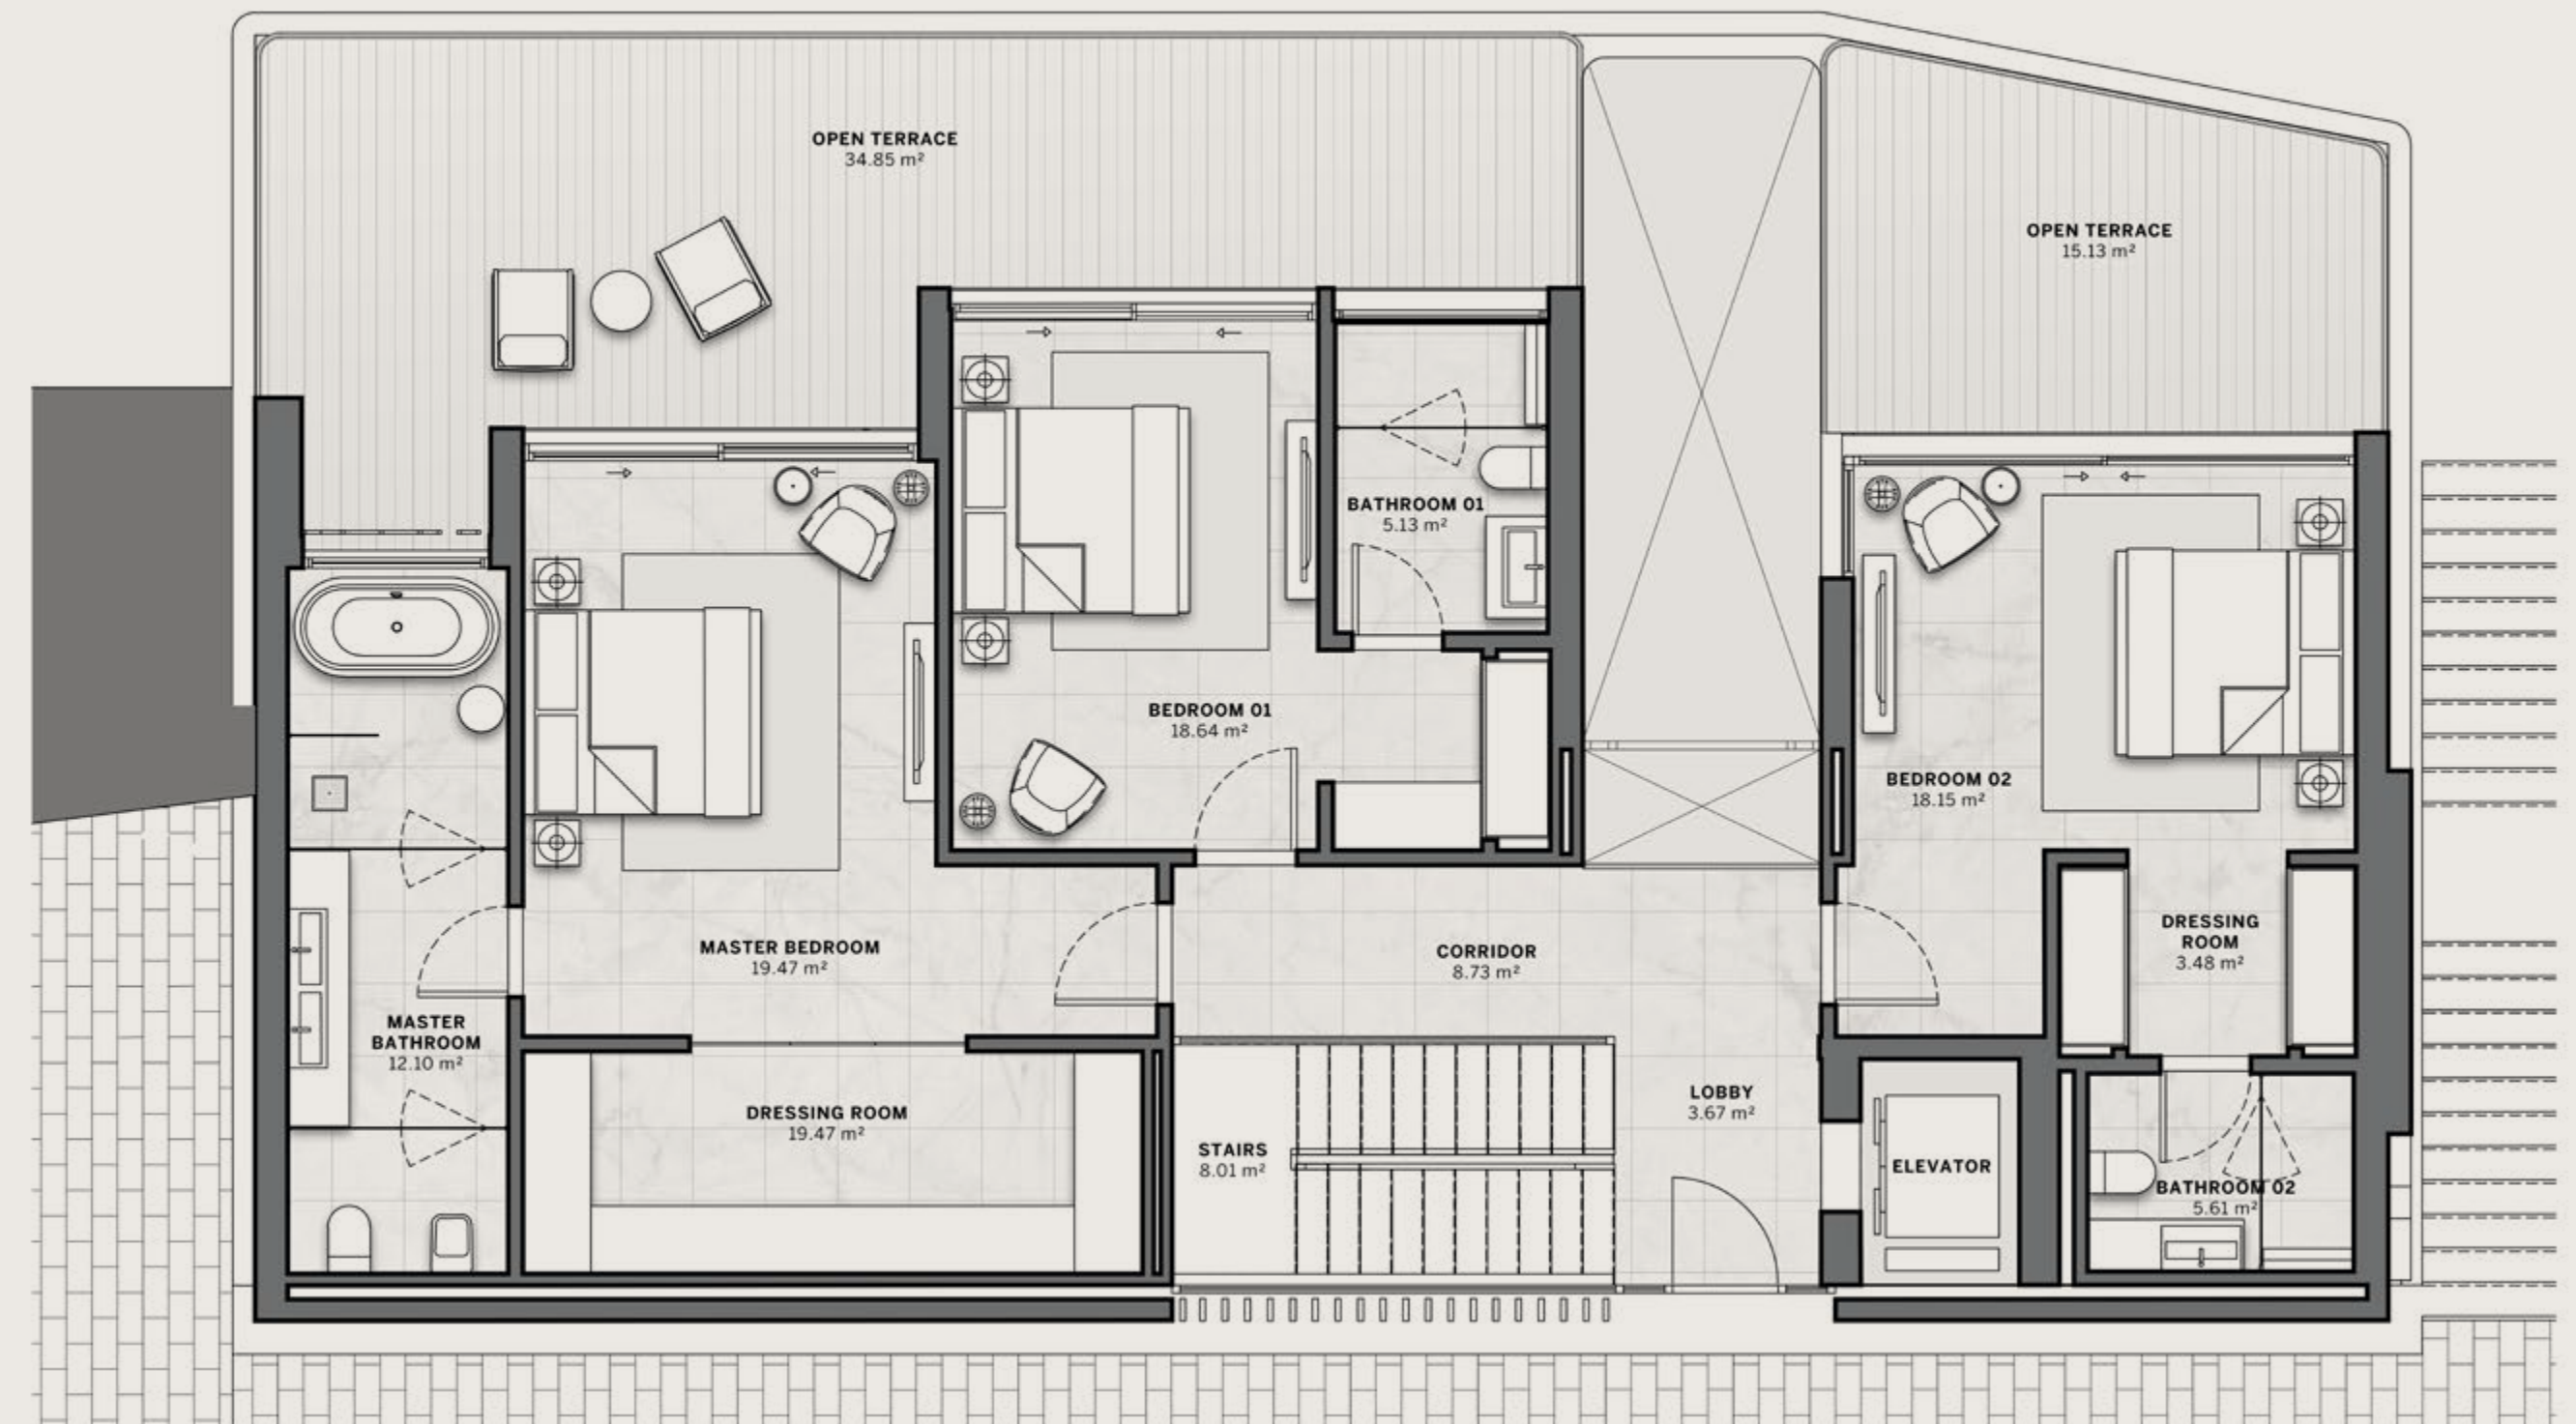 OPEN TERRACE
34.85 m²
OPEN TERRACE
15.13 m²
BATHROOM 01
5.13 m²
BEDROOM 01
18.64 m²
BEDROOM 02
18.15 m²
MASTER BEDROOM
19.47 m²
CORRIDOR
8.73 m²
DRESSING
ROOM
3.48 m²
MASTER
BATHROOM
12.10 m²
DRESSING ROOM
19.47 m²
STAIRS
8.01 m²
LOBBY
3.67 m²
ELEVATOR
BATHROOM 02
5.61 m²